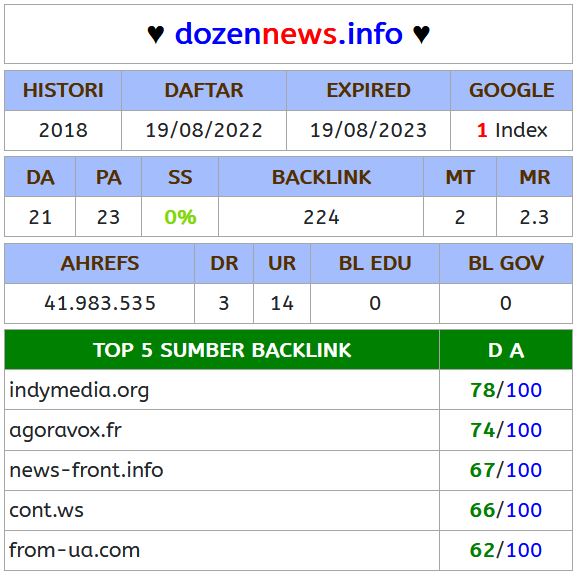 ♥ dozennews.info ♥
HISTORI DAFTAR EXPIRED GOOGLE
2018 19/08/2022 19/08/2023 1 Index
DA PA SS BACKLINK MT MR
21 23 0% 224 2 2.3
AHREFS DR UR BL EDU BL GOV
41.983.535 3 14 0 0
TOP 5 SUMBER BACKLINK D A
indymedia.org 78/100
agoravox.fr 74/100
news-front.info 67/100
cont.ws 66/100
from-ua.com 62/100